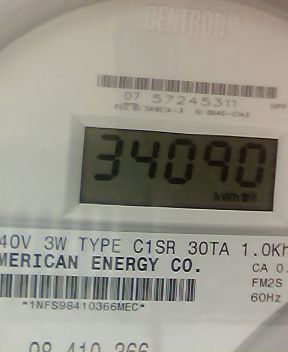 CENTRON®
07 57245311
34090
kWh
40V 3W TYPE C1SR 30TA 1.0Kh
MERICAN ENERGY CO.
CA 0.
FM2S
60Hz
*1NFS98410366MEC*
98 410 366